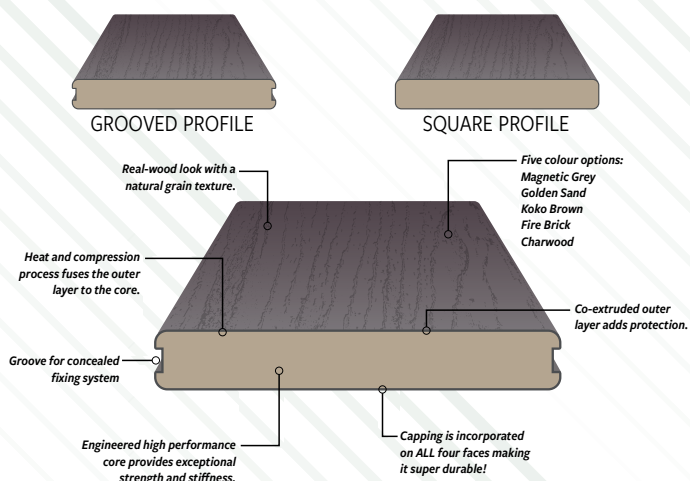 GROOVED PROFILE
SQUARE PROFILE
Real-wood look with a
natural grain texture.
Five colour options:
Magnetic Grey
Golden Sand
Koko Brown
Fire Brick
Charwood
Heat and compression
process fuses the outer
layer to the core.
Co-extruded outer
layer adds protection.
Groove for concealed
fixing system
Engineered high performance
core provides exceptional
strength and stiffness.
Capping is incorporated
on ALL four faces making
it super durable!